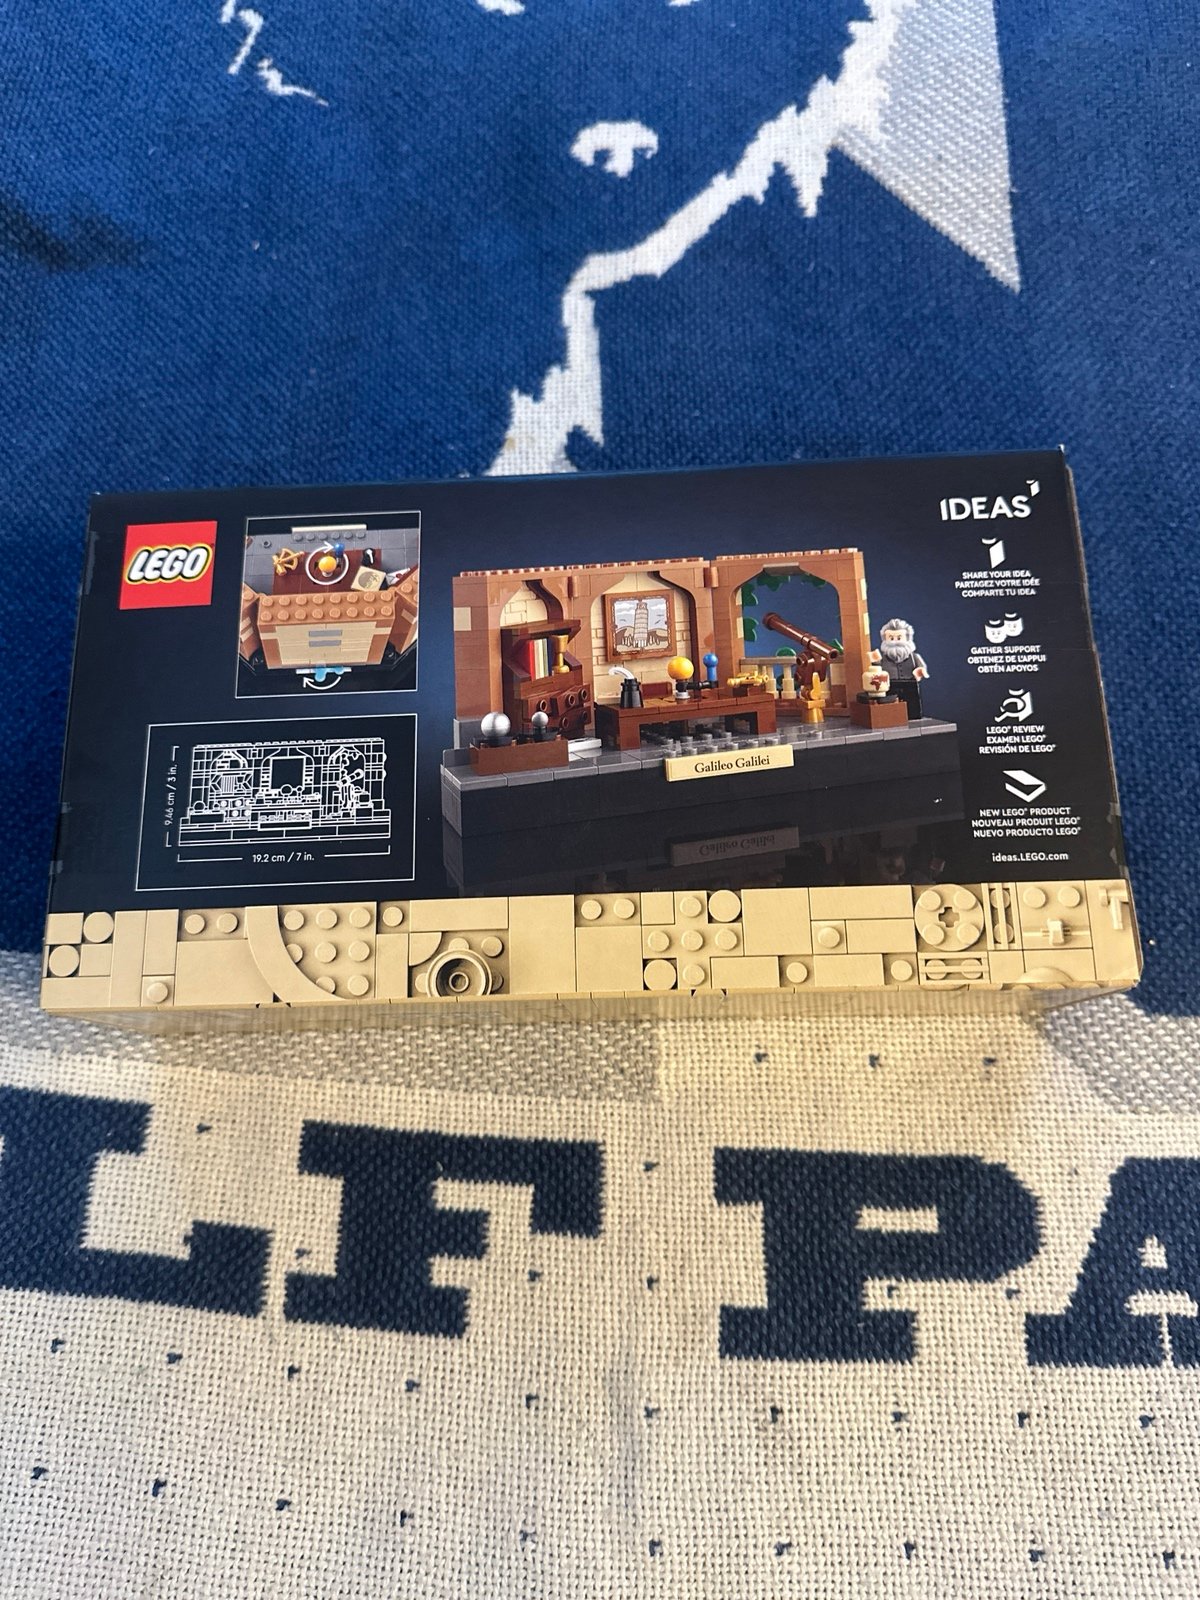 LEGO
IDEAS
SHARE YOUR IDEA
PARTAGEZ VOTRE IDÉE
COMPARTE TU IDEA
GATHER SUPPORT
OBTENEZ DE L'APPUI
OBTÉN APOYOS
LEGO® REVIEW
EXAMEN LEGO®
REVISIÓN DE LEGO®
NEW LEGO® PRODUCT
NOUVEAU PRODUIT LEGO®
NUEVO PRODUCTO LEGO®
ideas.LEGO.com
Galileo Galilei
Galileo Galilei
9.46 cm / 3 in.
19.2 cm / 7 in.
LF PA